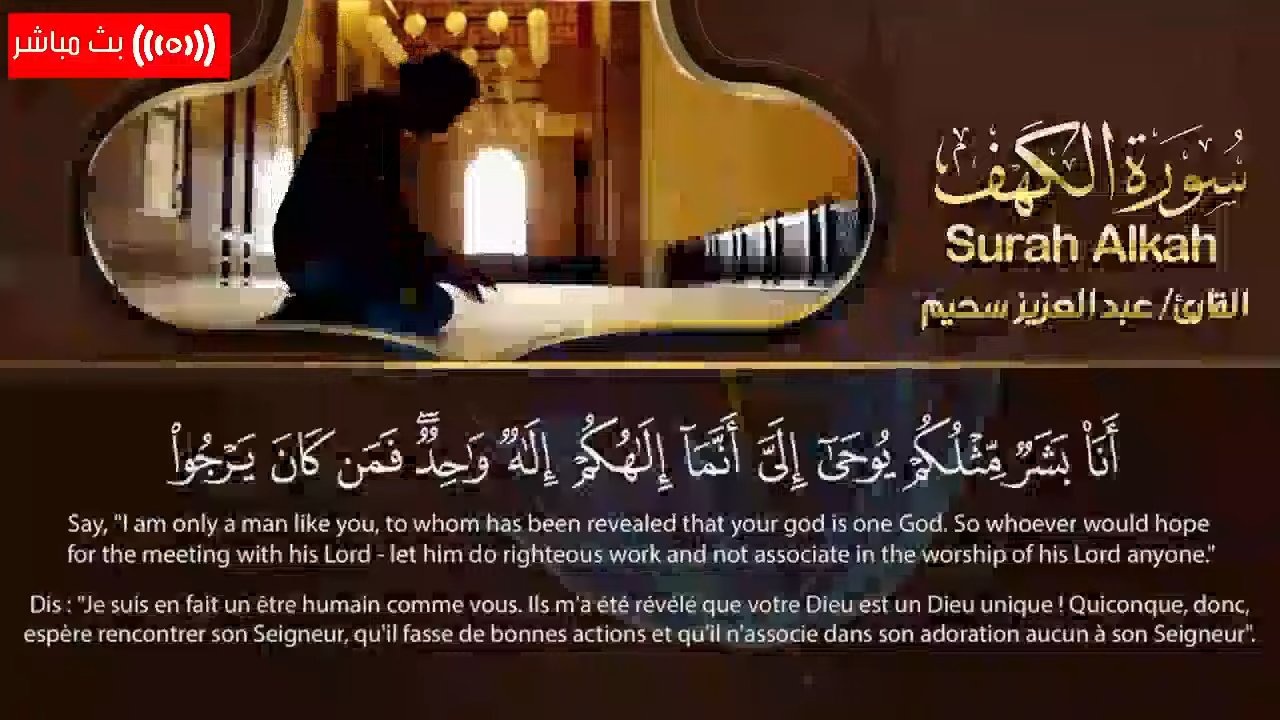 بث مباشر
سُورَةُ الكَهْف
Surah Alkah
القارئ/ عبد العزيز سحيم
أَنَا۠ بَشَرٌ مِّثْلُكُمْ يُوحَىٰٓ إِلَىَّ أَنَّمَآ إِلَٰهُكُمْ إِلَٰهٌ وَٰحِدٌ ۖ فَمَن كَانَ يَرْجُوا۟
Say, "I am only a man like you, to whom has been revealed that your god is one God. So whoever would hope
for the meeting with his Lord - let him do righteous work and not associate in the worship of his Lord anyone."
Dis : "Je suis en fait un être humain comme vous. Ils m'a été révélé que votre Dieu est un Dieu unique ! Quiconque, donc,
espère rencontrer son Seigneur, qu'il fasse de bonnes actions et qu'il n'associe dans son adoration aucun à son Seigneur".